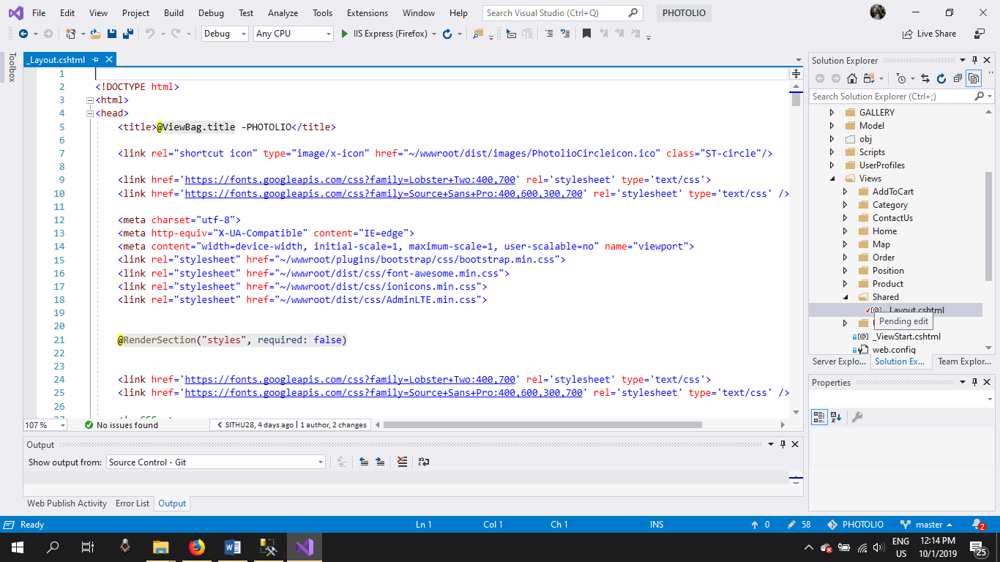 File Edit View Project Build Debug Test Analyze Tools Extensions Window Help Search Visual Studio (Ctrl+Q) PHOTOLIO
Debug Any CPU IIS Express (Firefox) Live Share
Toolbox
_Layout.cshtml
1
2 <!DOCTYPE html>
3 <html>
4 <head>
5 <title>@ViewBag.title -PHOTOLIO</title>
6
7 <link rel="shortcut icon" type="image/x-icon" href="~/wwwroot/dist/images/PhotolioCircleicon.ico" class="ST-circle"/>
8
9 <link href='https://fonts.googleapis.com/css?family=Lobster+Two:400,700' rel='stylesheet' type='text/css'>
10 <link href='https://fonts.googleapis.com/css?family=Source+Sans+Pro:400,600,300,700' rel='stylesheet' type='text/css' />
11
12 <meta charset="utf-8">
13 <meta http-equiv="X-UA-Compatible" content="IE=edge">
14 <meta content="width=device-width, initial-scale=1, maximum-scale=1, user-scalable=no" name="viewport">
15 <link rel="stylesheet" href="~/wwwroot/plugins/bootstrap/css/bootstrap.min.css">
16 <link rel="stylesheet" href="~/wwwroot/dist/css/font-awesome.min.css">
17 <link rel="stylesheet" href="~/wwwroot/dist/css/ionicons.min.css">
18 <link rel="stylesheet" href="~/wwwroot/dist/css/AdminLTE.min.css">
19
20
21 @RenderSection("styles", required: false)
22
23
24 <link href='https://fonts.googleapis.com/css?family=Lobster+Two:400,700' rel='stylesheet' type='text/css'>
25 <link href='https://fonts.googleapis.com/css?family=Source+Sans+Pro:400,600,300,700' rel='stylesheet' type='text/css' />
26
107 % No issues found SITHU28, 4 days ago | 1 author, 2 changes
Output
Show output from: Source Control - Git
Web Publish Activity Error List Output
Solution Explorer
Search Solution Explorer (Ctrl+;)
GALLERY
Model
obj
Scripts
UserProfiles
Views
AddToCart
Category
ContactUs
Home
Map
Order
Position
Product
Shared
_Layout.cshtml
Pending edit
_ViewStart.cshtml
web.config
Server Explo... Solution Ex... Team Explor...
Properties
Ready Ln 1 Col 1 Ch 1 INS 0 58 PHOTOLIO master 2
ENG
US
12:14 PM
10/1/2019
25